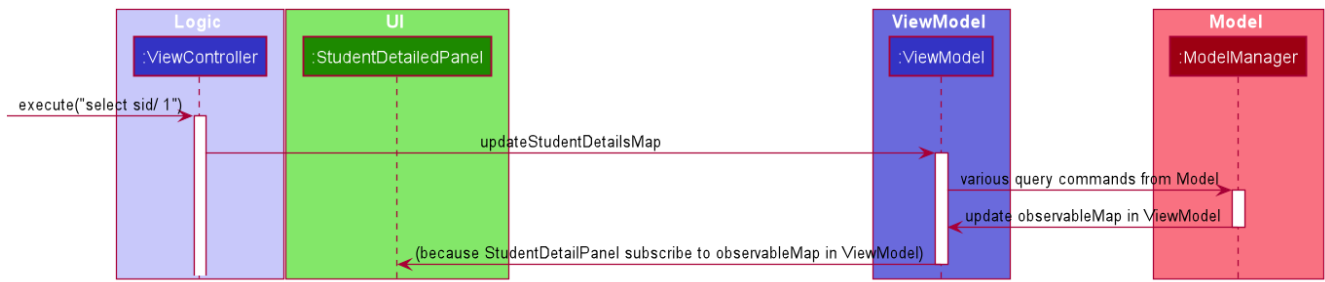 Logic
UI
ViewModel
Model
:ViewController
:StudentDetailedPanel
:ViewModel
:ModelManager
execute("select sid/ 1")
updateStudentDetailsMap
various query commands from Model
update observableMap in ViewModel
(because StudentDetailPanel subscribe to observableMap in ViewModel)